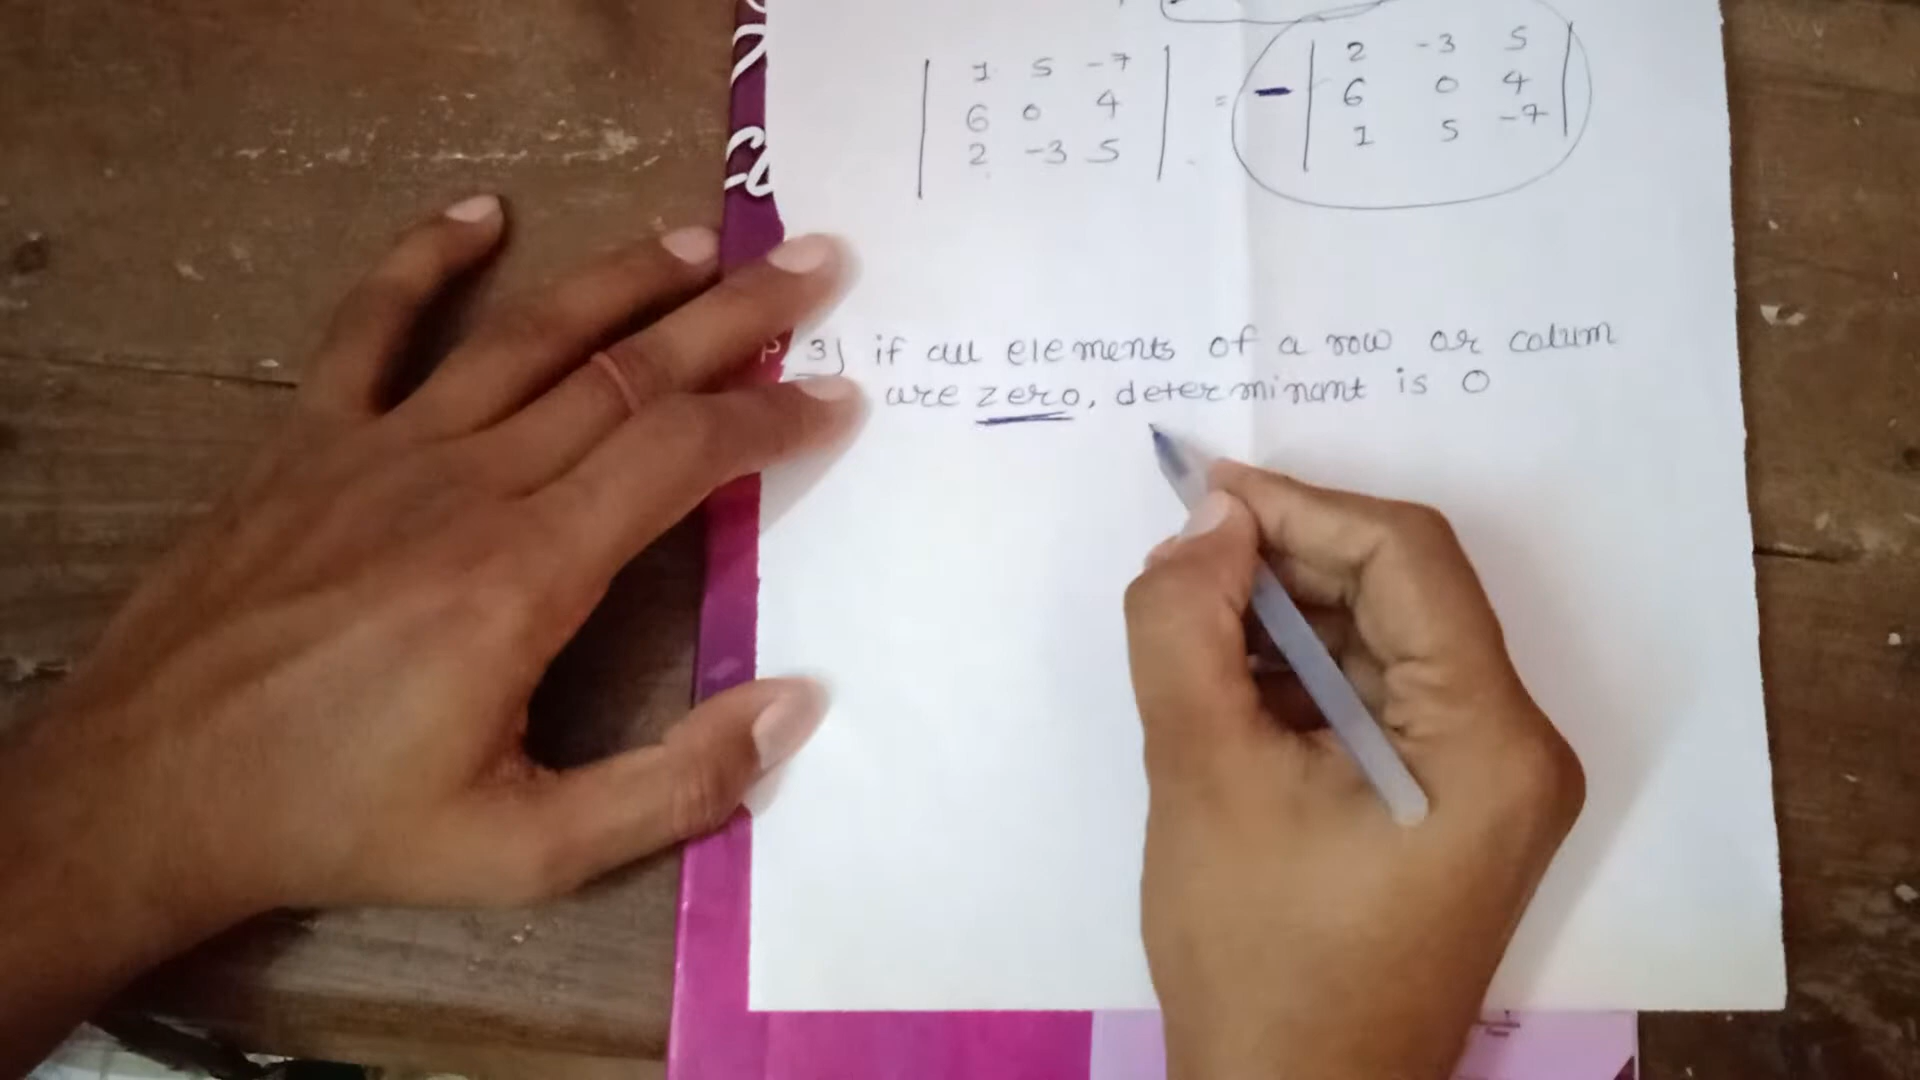 1 5 -7 2 -3 5
6 0 4 = - 6 0 4
2 -3 5 1 5 -7
P 3) if all elements of a row or colum
are zero, determinant is 0